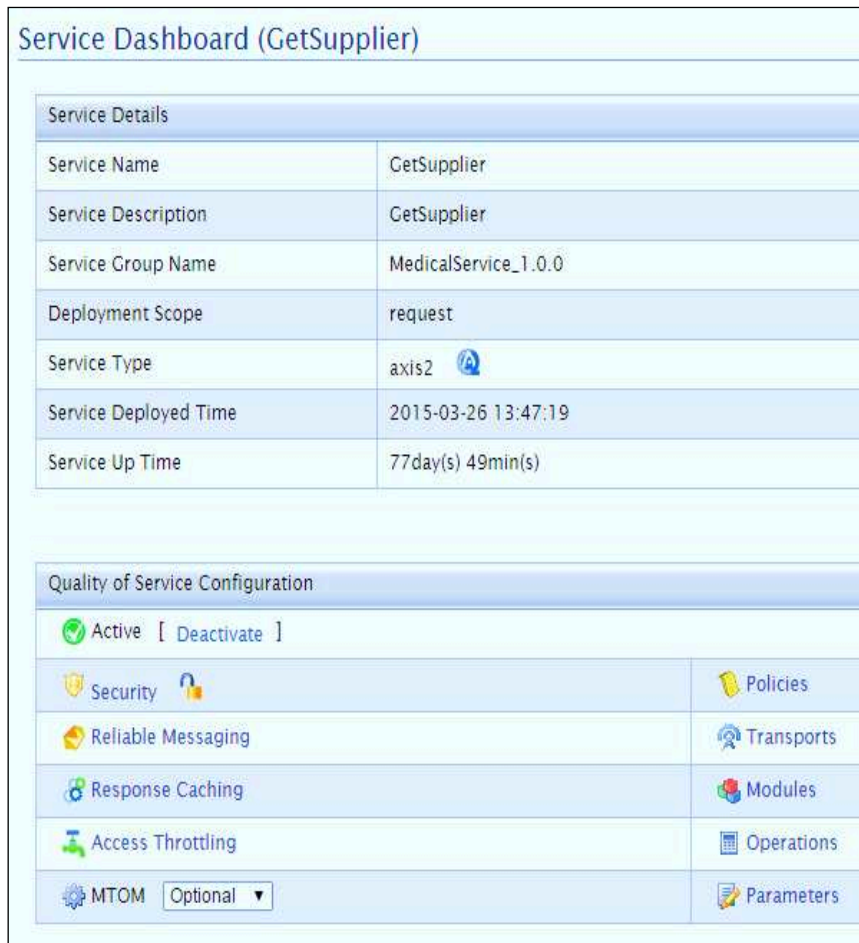 Service Dashboard (GetSupplier)
Service Details
Service Name GetSupplier
Service Description GetSupplier
Service Group Name MedicalService_1.0.0
Deployment Scope request
Service Type axis2
Service Deployed Time 2015-03-26 13:47:19
Service Up Time 77day(s) 49min(s)
Quality of Service Configuration
Active [ Deactivate ]
Security Policies
Reliable Messaging Transports
Response Caching Modules
Access Throttling Operations
MTOM Optional Parameters